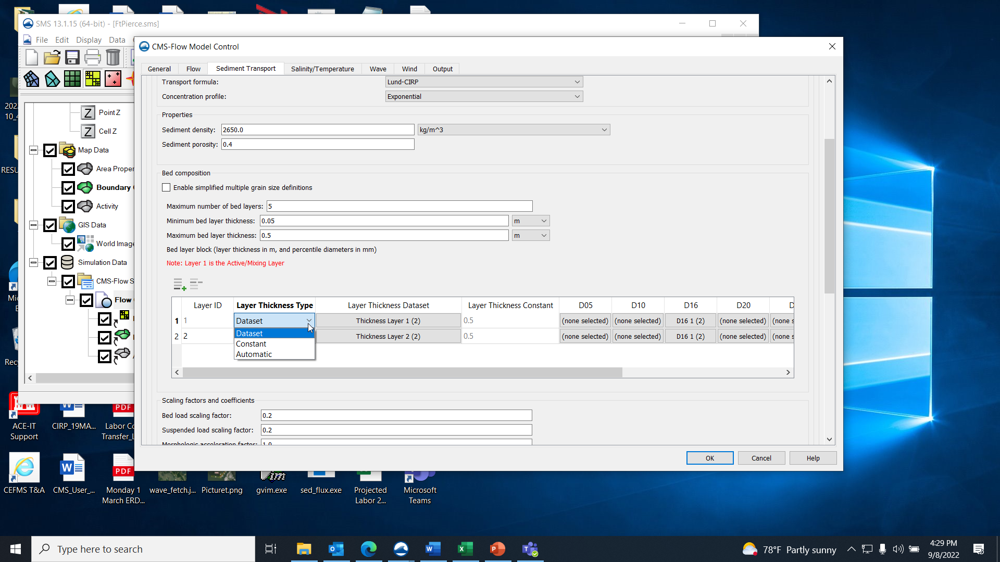 SMS 13.1.15 (64-bit) - [FtPierce.sms]
File Edit Display Data
CMS-Flow Model Control
General Flow Sediment Transport Salinity/Temperature Wave Wind Output
Transport formula: Lund-CIRP
Concentration profile: Exponential
Properties
Sediment density: 2650.0 kg/m^3
Sediment porosity: 0.4
Bed composition
Enable simplified multiple grain size definitions
Maximum number of bed layers: 5
Minimum bed layer thickness: 0.05 m
Maximum bed layer thickness: 0.5 m
Bed layer block (layer thickness in m, and percentile diameters in mm)
Note: Layer 1 is the Active/Mixing Layer
Layer ID Layer Thickness Type Layer Thickness Dataset Layer Thickness Constant D05 D10 D16 D20 D
1 1 Dataset Thickness Layer 1 (2) 0.5 (none selected) (none selected) D16 1 (2) (none selected) (none s
2 2 Thickness Layer 2 (2) 0.5 (none selected) (none selected) D16 1 (2) (none selected) (none s
Dataset
Constant
Automatic
Scaling factors and coefficients
Bed load scaling factor: 0.2
Suspended load scaling factor: 0.2
Morphologic acceleration factor: 1.0
OK Cancel Help
Point Z
Cell Z
Map Data
Area Proper
Boundary
Activity
GIS Data
World Image
Simulation Data
CMS-Flow S
Flow
202
10_4
RESU
Mic
E
Recy
ACE-IT
Support
CIRP_19MA...
PDF
Labor Co
Transfer_L
CEFMS T&A
CMS_User_...
PDF
Monday 1
March ERD...
wave_fetch.j...
Picturet.png
gvim.exe
sed_flux.exe
Projected
Labor 2...
Microsoft
Teams
Type here to search
78°F Partly sunny
4:29 PM
9/8/2022